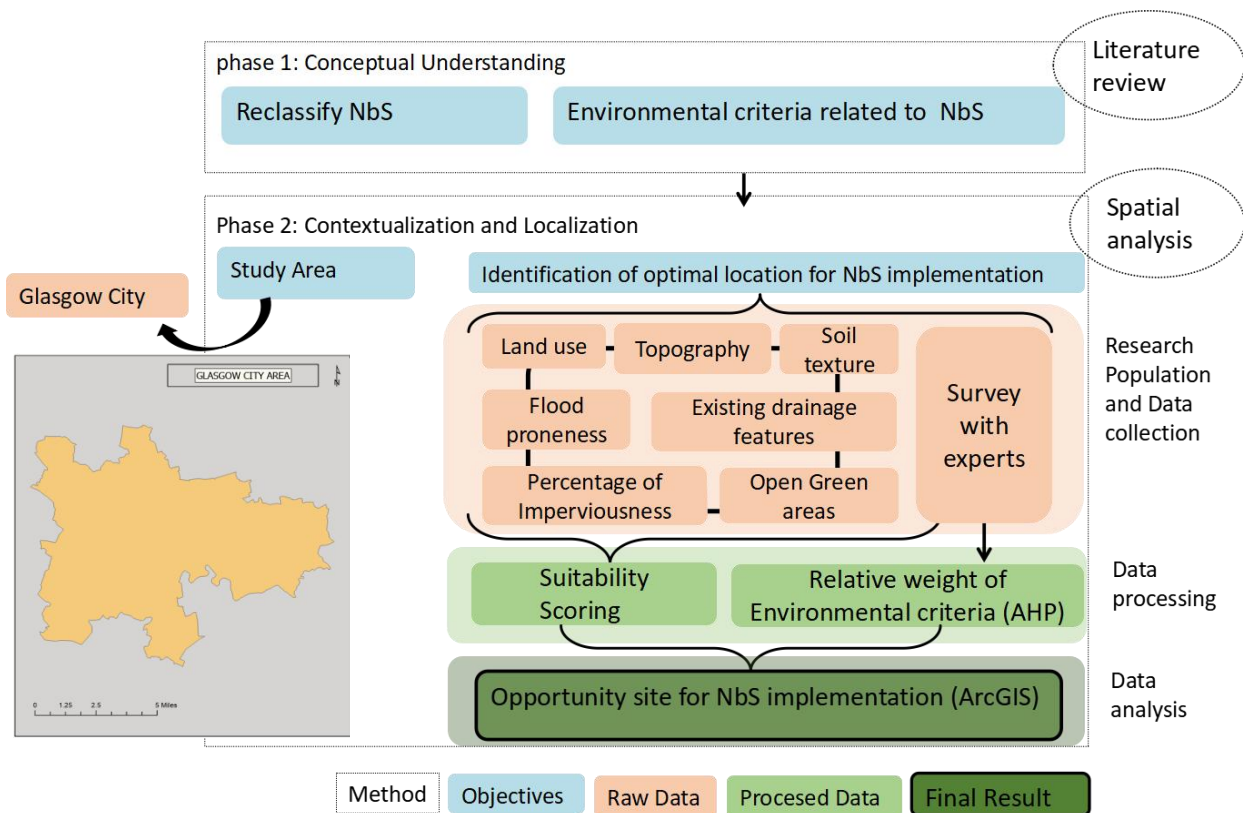 Literature
review
phase 1: Conceptual Understanding
Reclassify NbS
Environmental criteria related to NbS
Spatial
analysis
Phase 2: Contextualization and Localization
Study Area
Identification of optimal location for NbS implementation
Glasgow City
GLASGOW CITY AREA
N
0 1.25 2.5 5 Miles
Land use
Topography
Soil
texture
Flood
proneness
Existing drainage
features
Percentage of
Imperviousness
Open Green
areas
Survey
with
experts
Research
Population
and Data
collection
Suitability
Scoring
Relative weight of
Environmental criteria (AHP)
Data
processing
Opportunity site for NbS implementation (ArcGIS)
Data
analysis
Method
Objectives
Raw Data
Procesed Data
Final Result